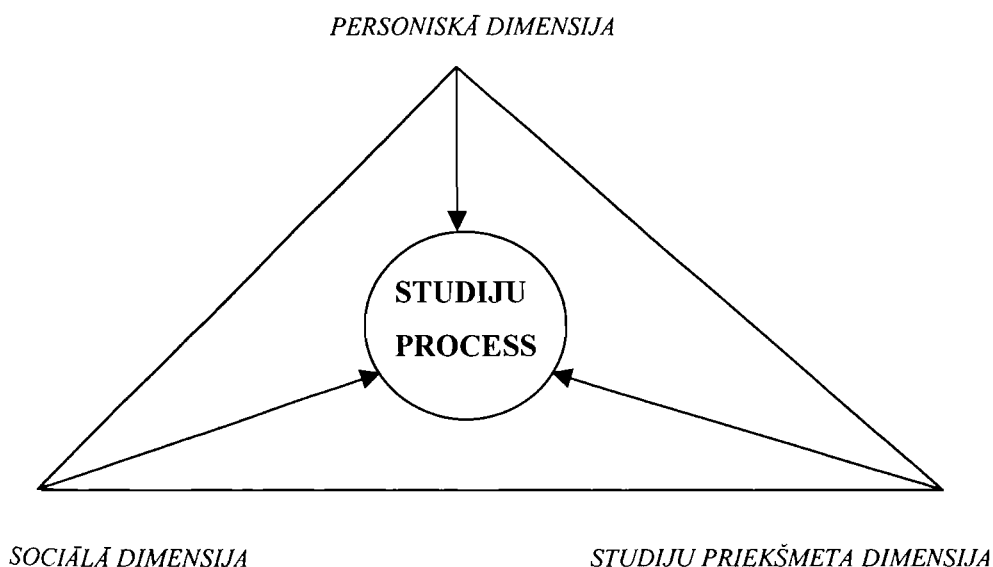 PERSONISKĀ DIMENSIJA
STUDIJU
PROCESS
SOCIĀLĀ DIMENSIJA
STUDIJU PRIEKŠMETA DIMENSIJA